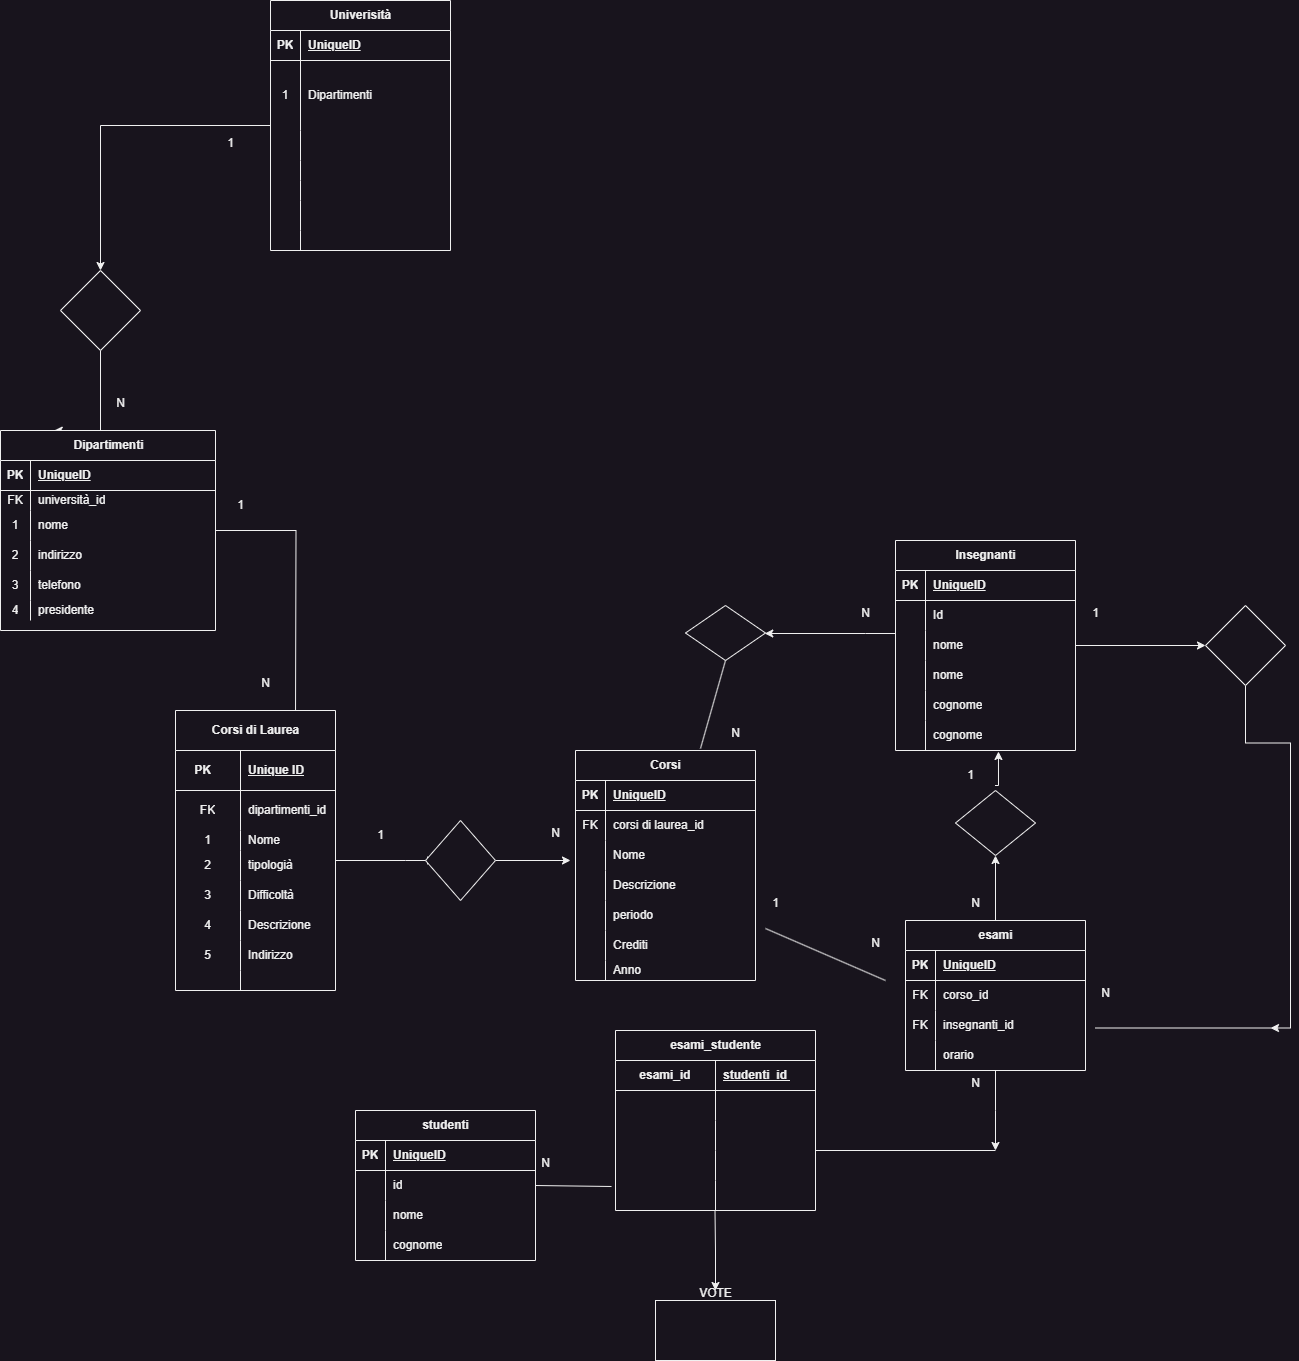 Univerisità
PK UniqueID
1 Dipartimenti
1
N
Dipartimenti
PK UniqueID
FK università_id
1 nome
2 indirizzo
3 telefono
4 presidente
1
N
Corsi di Laurea
PK Unique ID
FK dipartimenti_id
1 Nome
2 tipologià
3 Difficoltà
4 Descrizione
5 Indirizzo
1
N
Corsi
PK UniqueID
FK corsi di laurea_id
Nome
Descrizione
periodo
Crediti
Anno
N
N
Insegnanti
PK UniqueID
Id
nome
nome
cognome
cognome
1
1
N
1
N
esami
PK UniqueID
FK corso_id
FK insegnanti_id
orario
N
N
N
esami_studente
esami_id studenti_id
studenti
PK UniqueID
id
nome
cognome
N
VOTE